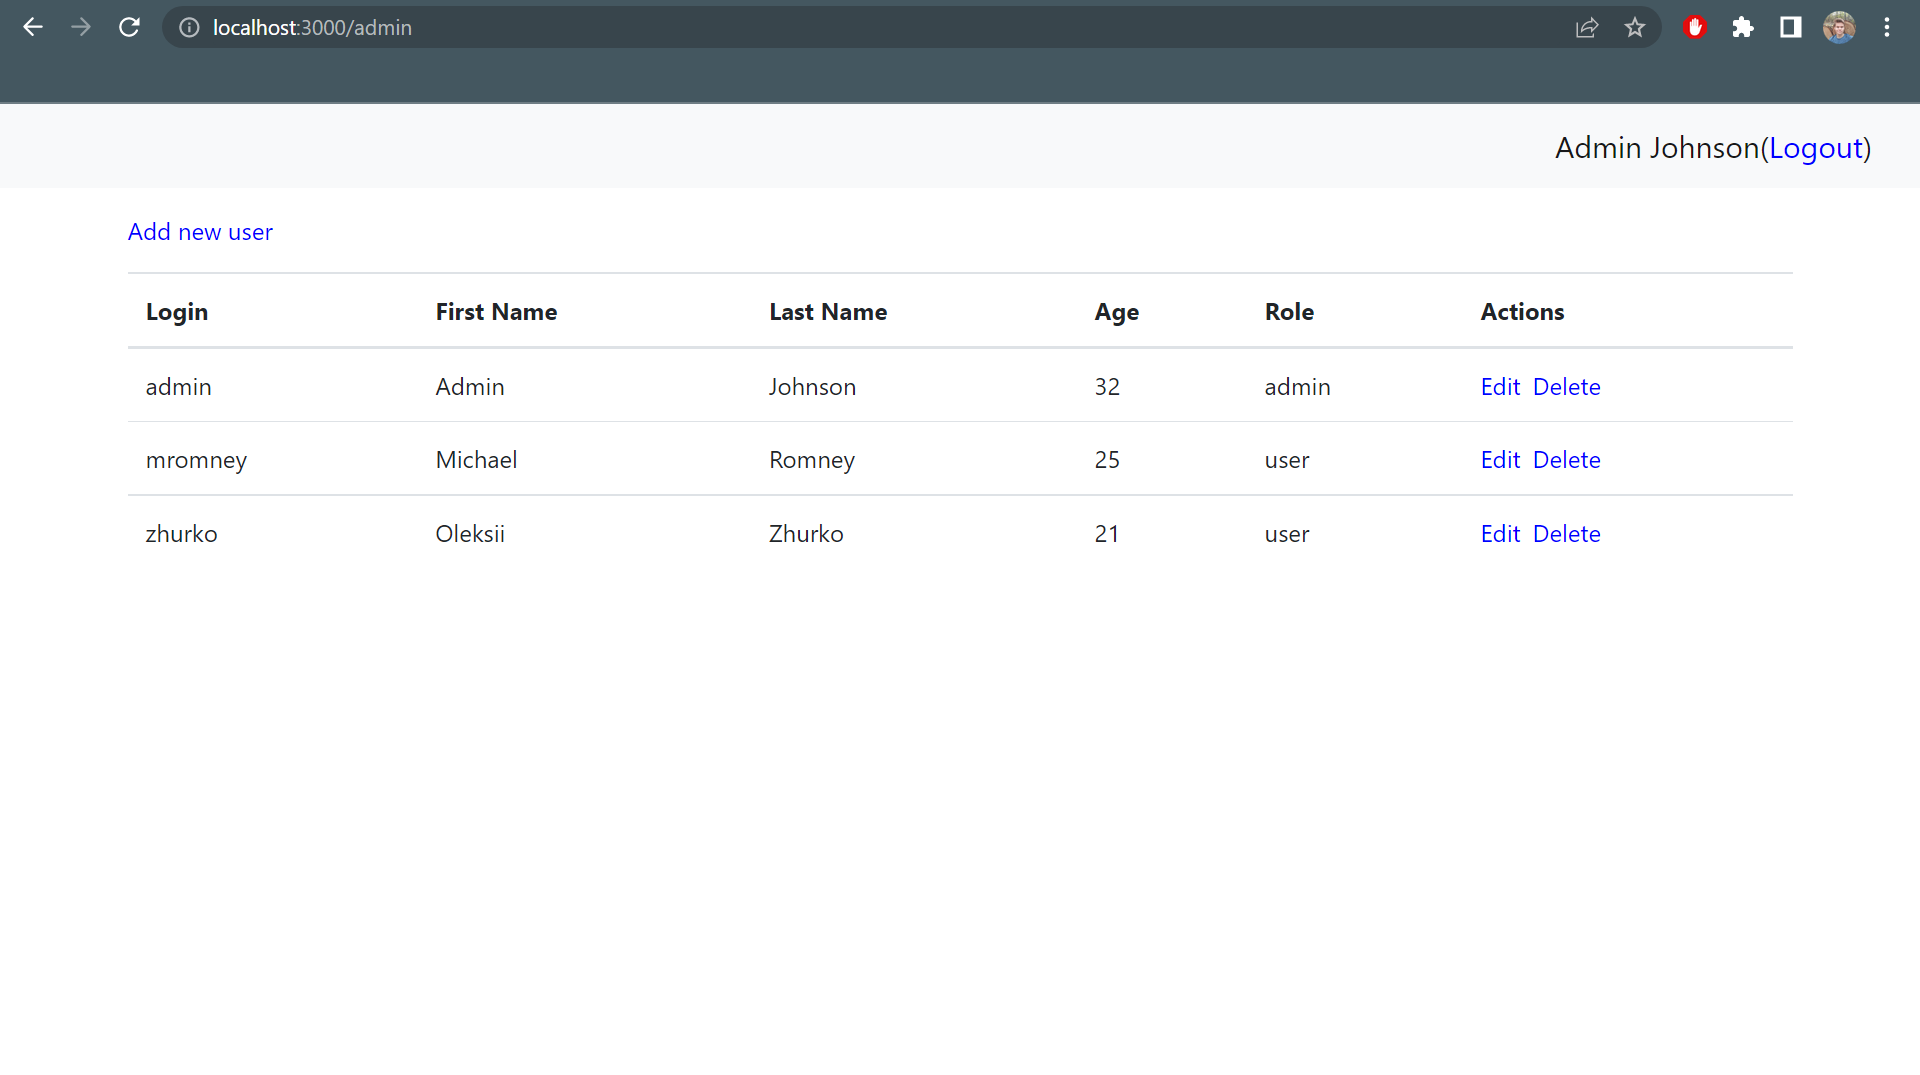 localhost:3000/admin
Admin Johnson(Logout)
Add new user
Login First Name Last Name Age Role Actions
admin Admin Johnson 32 admin Edit Delete
mromney Michael Romney 25 user Edit Delete
zhurko Oleksii Zhurko 21 user Edit Delete